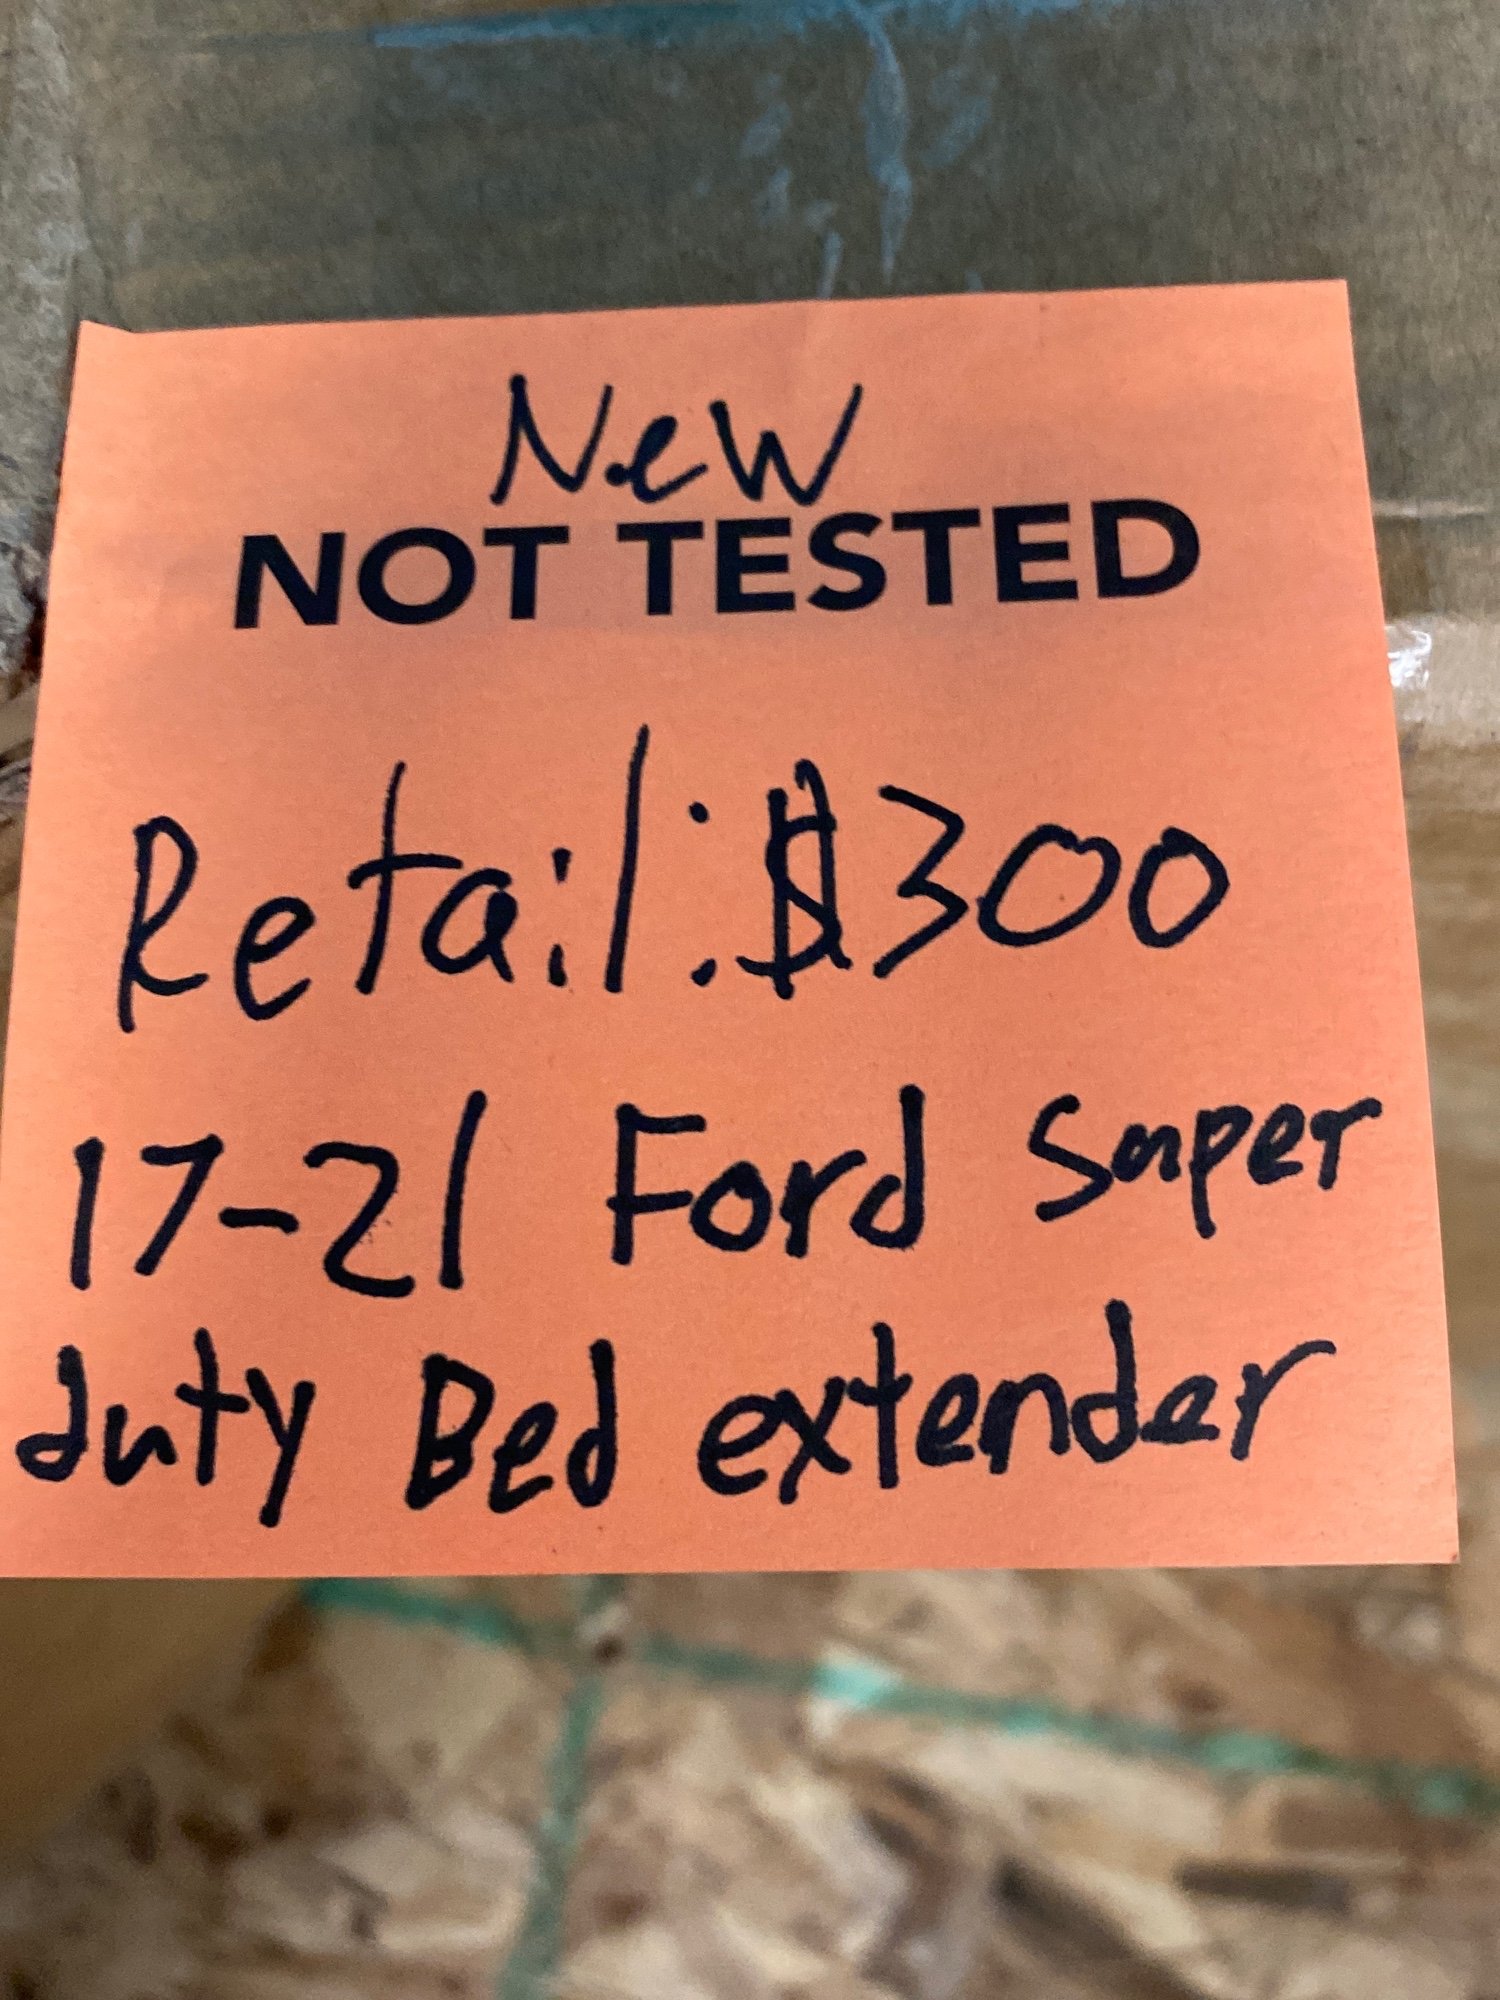 New
NOT TESTED
Retail: $300
17-21 Ford Super
duty Bed extender